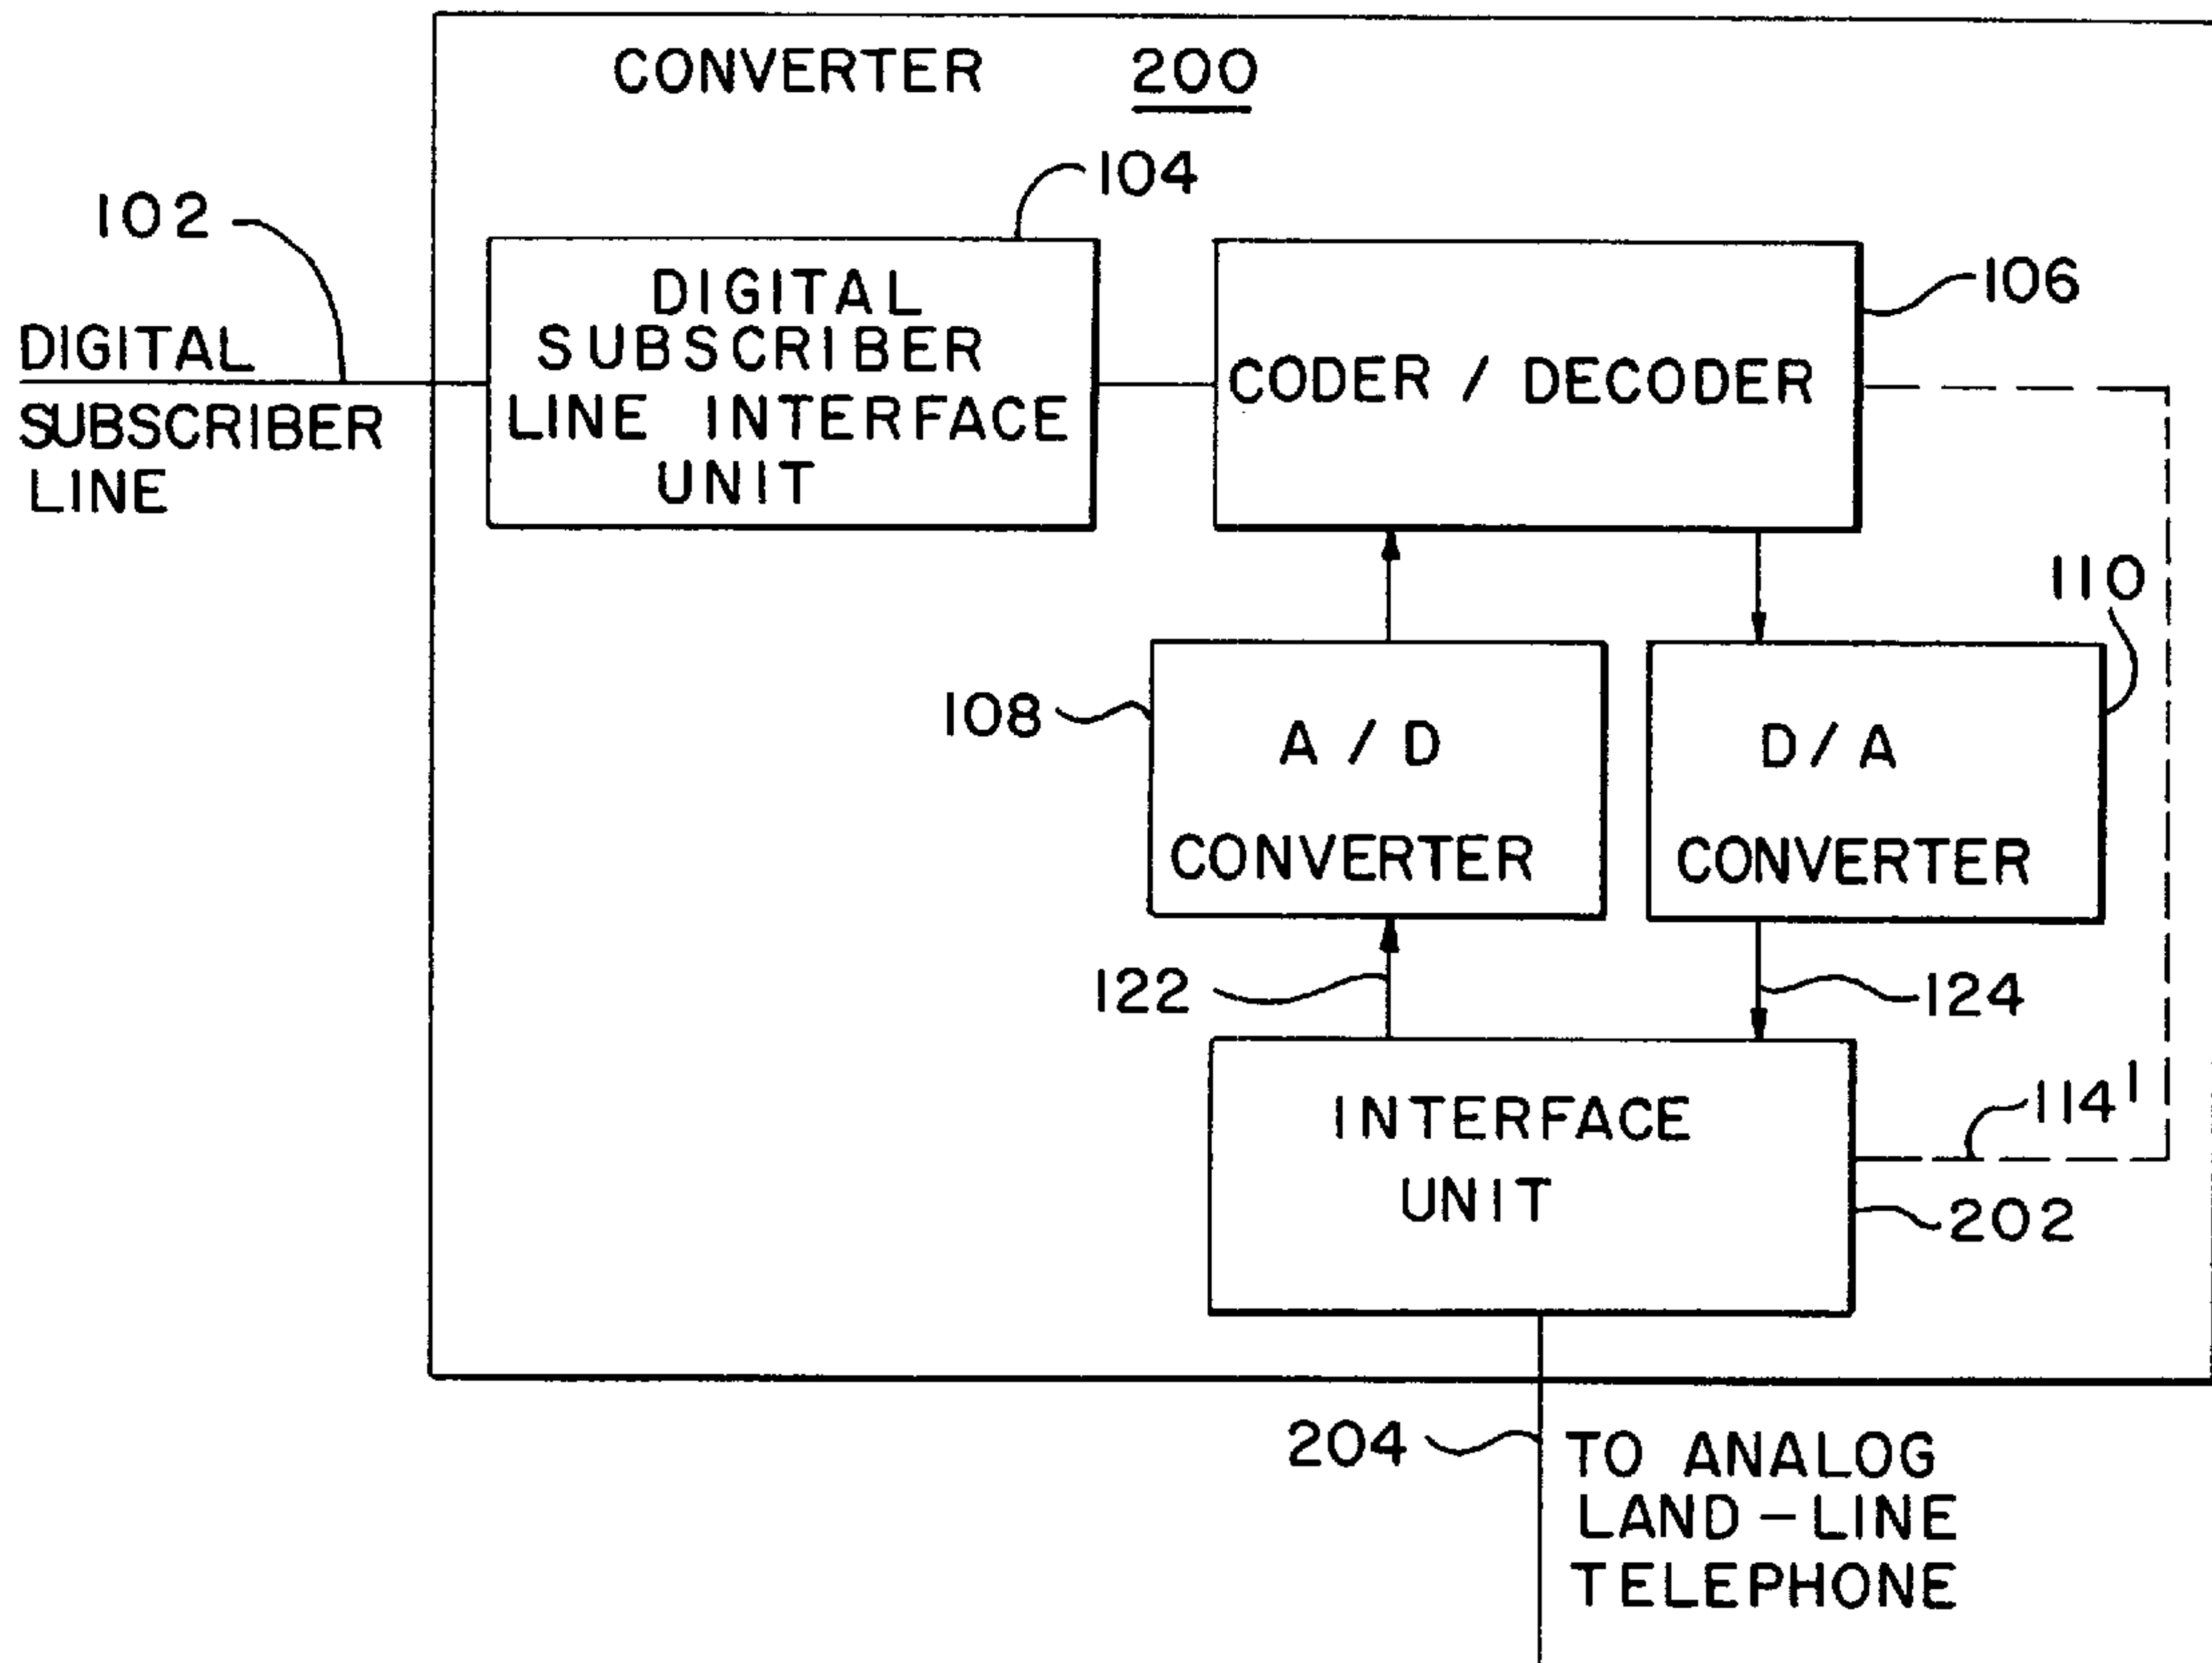 CONVERTER 200
104
102
DIGITAL
SUBSCRIBER
LINE
DIGITAL
SUBSCRIBER
LINE INTERFACE
UNIT
CODER / DECODER
106
110
108
A / D
CONVERTER
D / A
CONVERTER
122
124
INTERFACE
UNIT
114'
202
204
TO ANALOG
LAND-LINE
TELEPHONE